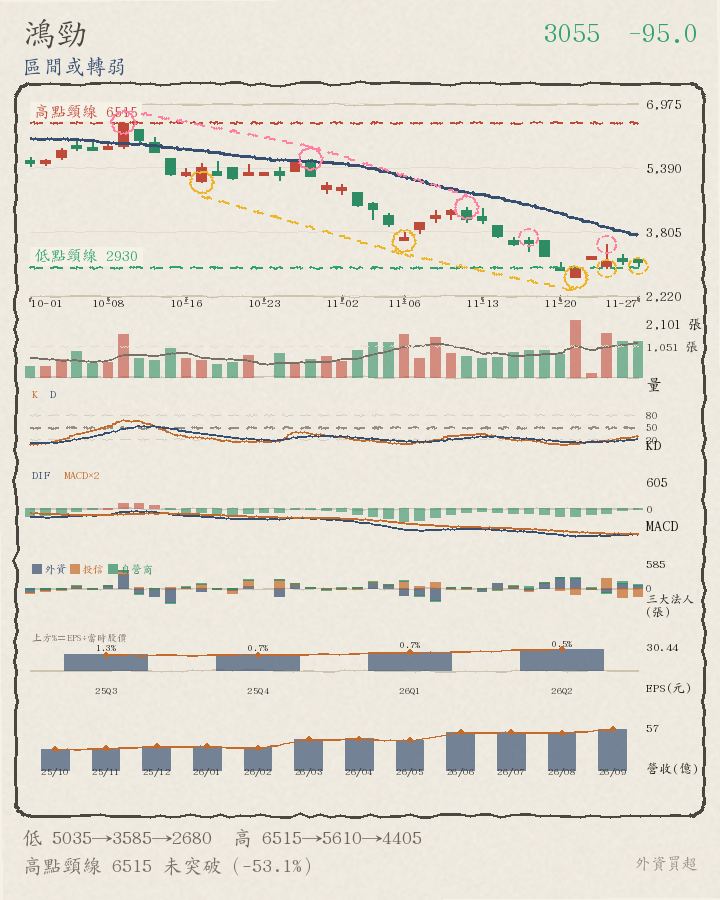 鴻勁
3055 -95.0
區間或轉弱
高點頸線 6515
6,975
5,390
3,805
低點頸線 2930
2,220
10-01 10-08 10-16 10-23 11-02 11-06 11-13 11-20 11-27
2,101 張
1,051 張
量
K D
80
50
20
KD
DIF MACD×2
605
0
MACD
外資 投信 自營商
585
0
三大法人
(張)
上方%=EPS÷當時股價
1.3% 0.7% 0.7% 0.5%
30.44
25Q3 25Q4 26Q1 26Q2
EPS(元)
57
25/10 25/11 25/12 26/01 26/02 26/03 26/04 26/05 26/06 26/07 26/08 26/09
營收(億)
低 5035→3585→2680 高 6515→5610→4405
高點頸線 6515 未突破 (-53.1%)
外資買超